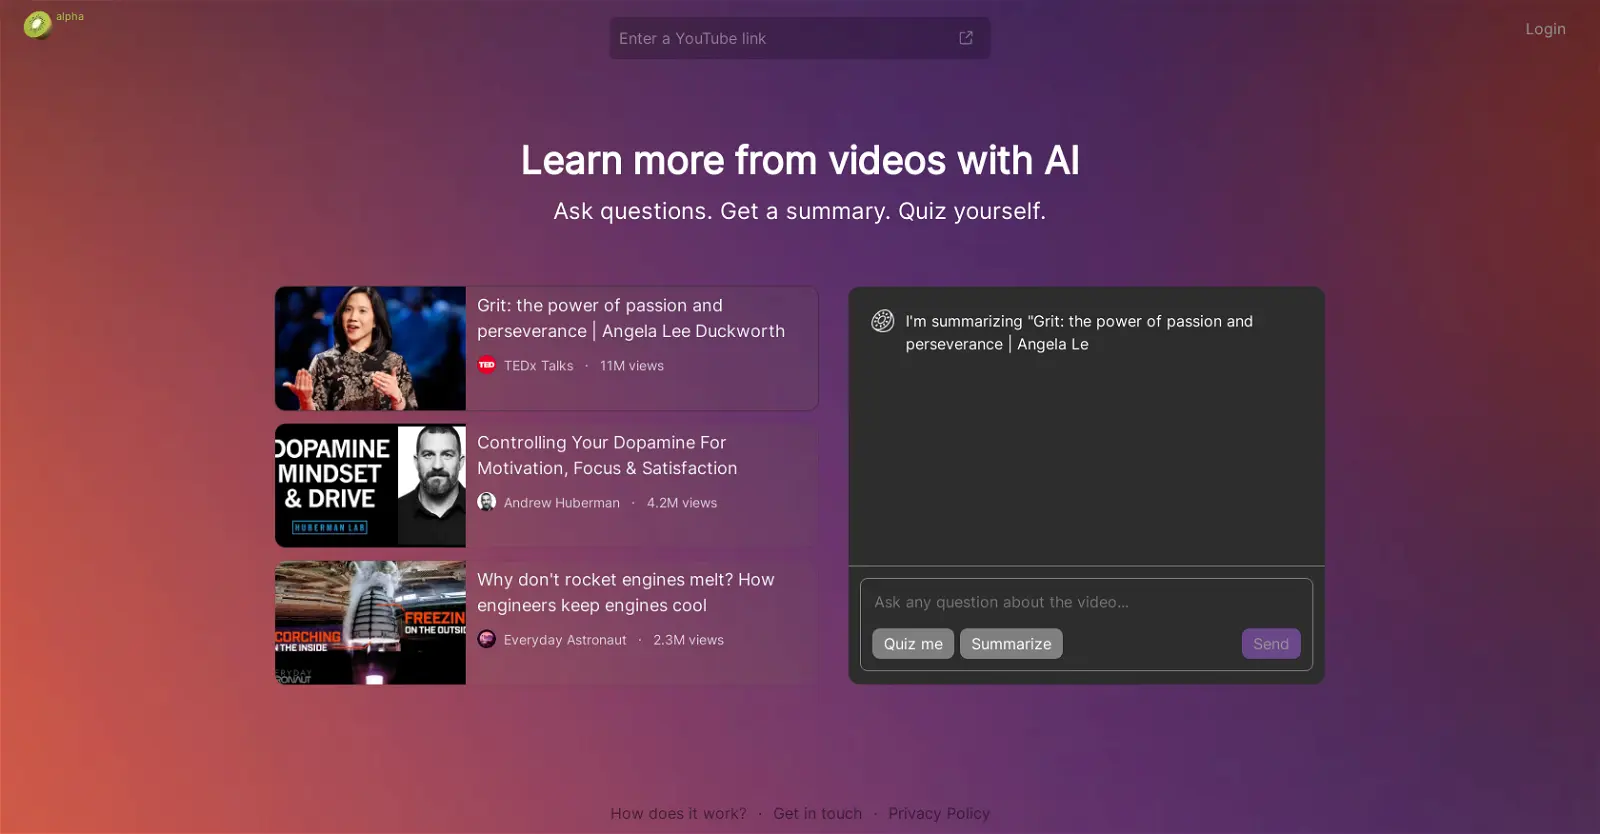 alpha
Enter a YouTube link
Login
Learn more from videos with AI
Ask questions. Get a summary. Quiz yourself.
Grit: the power of passion and
perseverance | Angela Lee Duckworth
TED
TEDx Talks · 11M views
DOPAMINE
MINDSET
& DRIVE
HUBERMAN LAB
Controlling Your Dopamine For
Motivation, Focus & Satisfaction
Andrew Huberman · 4.2M views
CORCHING
N THE INSIDE
FREEZIN
ON THE OUTSID
RYDAY
RONAUT
Why don't rocket engines melt? How
engineers keep engines cool
Everyday Astronaut · 2.3M views
I'm summarizing "Grit: the power of passion and
perseverance | Angela Le
Ask any question about the video...
Quiz me
Summarize
Send
How does it work? · Get in touch · Privacy Policy